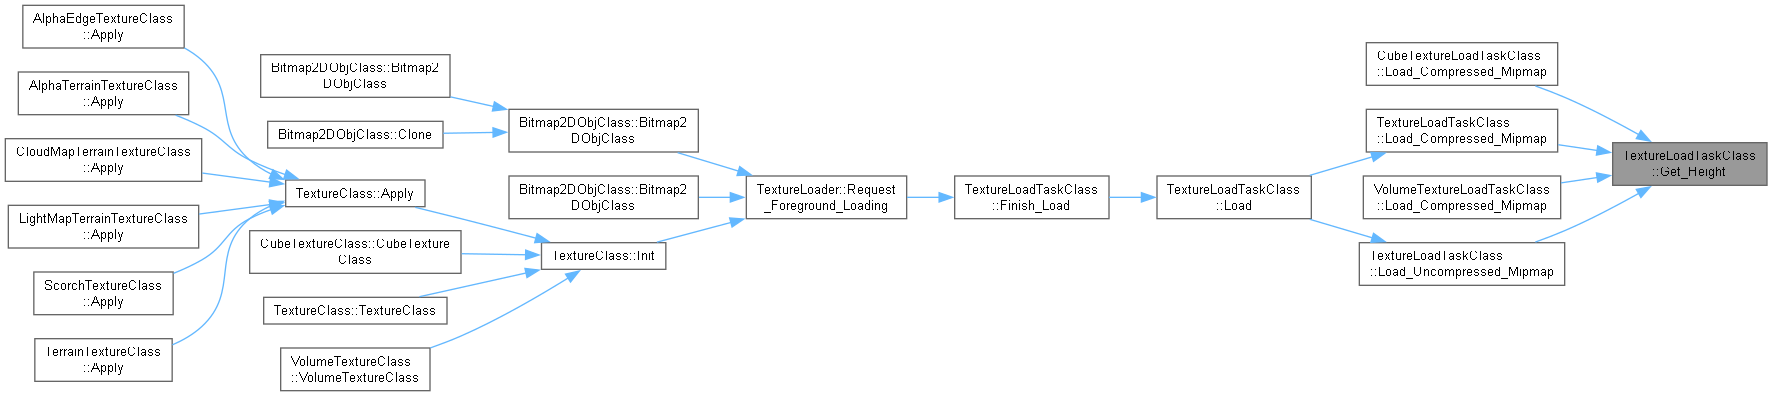 AlphaEdgeTextureClass
::Apply
AlphaTerrainTextureClass
::Apply
CloudMapTerrainTextureClass
::Apply
LightMapTerrainTextureClass
::Apply
ScorchTextureClass
::Apply
TerrainTextureClass
::Apply
Bitmap2DObjClass::Bitmap2
DObjClass
Bitmap2DObjClass::Clone
TextureClass::Apply
CubeTextureClass::CubeTexture
Class
TextureClass::TextureClass
VolumeTextureClass
::VolumeTextureClass
Bitmap2DObjClass::Bitmap2
DObjClass
Bitmap2DObjClass::Bitmap2
DObjClass
TextureClass::Init
TextureLoader::Request
_Foreground_Loading
TextureLoadTaskClass
::Finish_Load
TextureLoadTaskClass
::Load
CubeTextureLoadTaskClass
::Load_Compressed_Mipmap
TextureLoadTaskClass
::Load_Compressed_Mipmap
VolumeTextureLoadTaskClass
::Load_Compressed_Mipmap
TextureLoadTaskClass
::Load_Uncompressed_Mipmap
TextureLoadTaskClass
::Get_Height